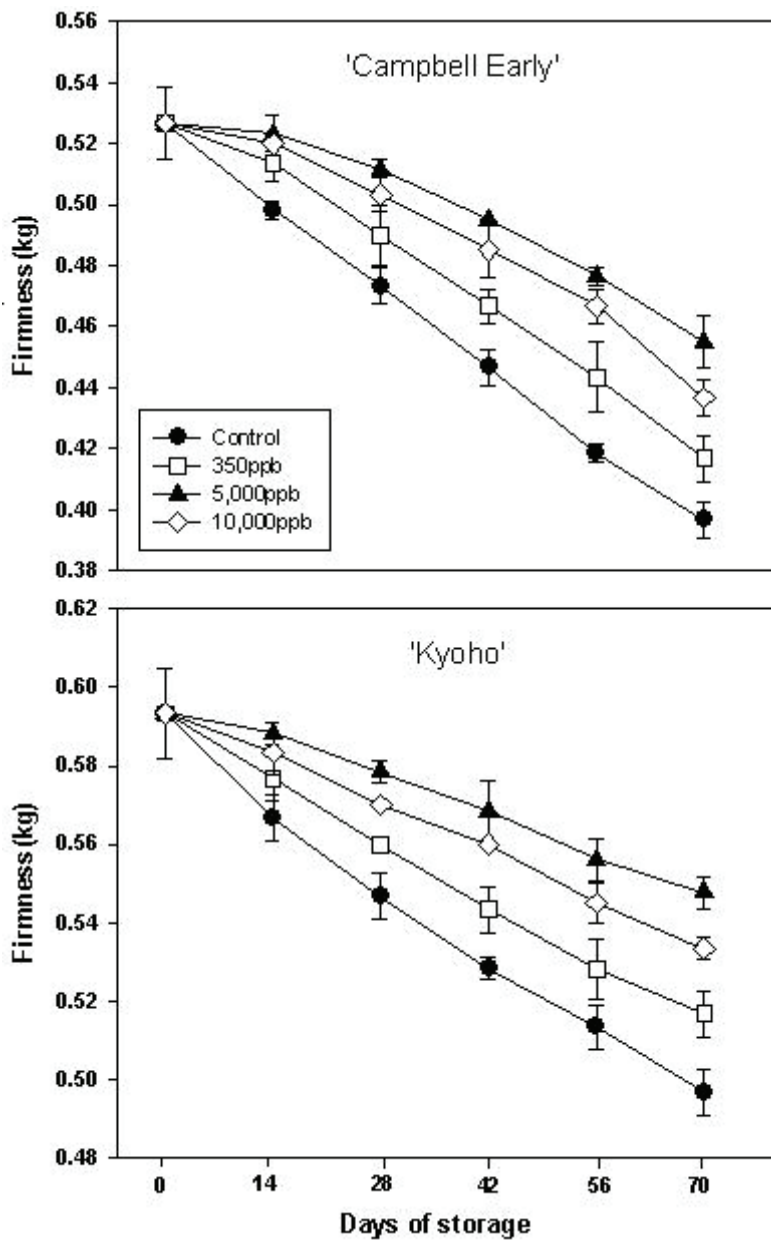 0.56
'Campbell Early'
0.54
0.52
0.50
0.48
0.46
0.44
0.42
0.40
0.38
Firmness (kg)
Control
350ppb
5,000ppb
10,000ppb
0.62
'Kyoho'
0.60
0.58
0.56
0.54
0.52
0.50
0.48
Firmness (kg)
0 14 28 42 56 70
Days of storage